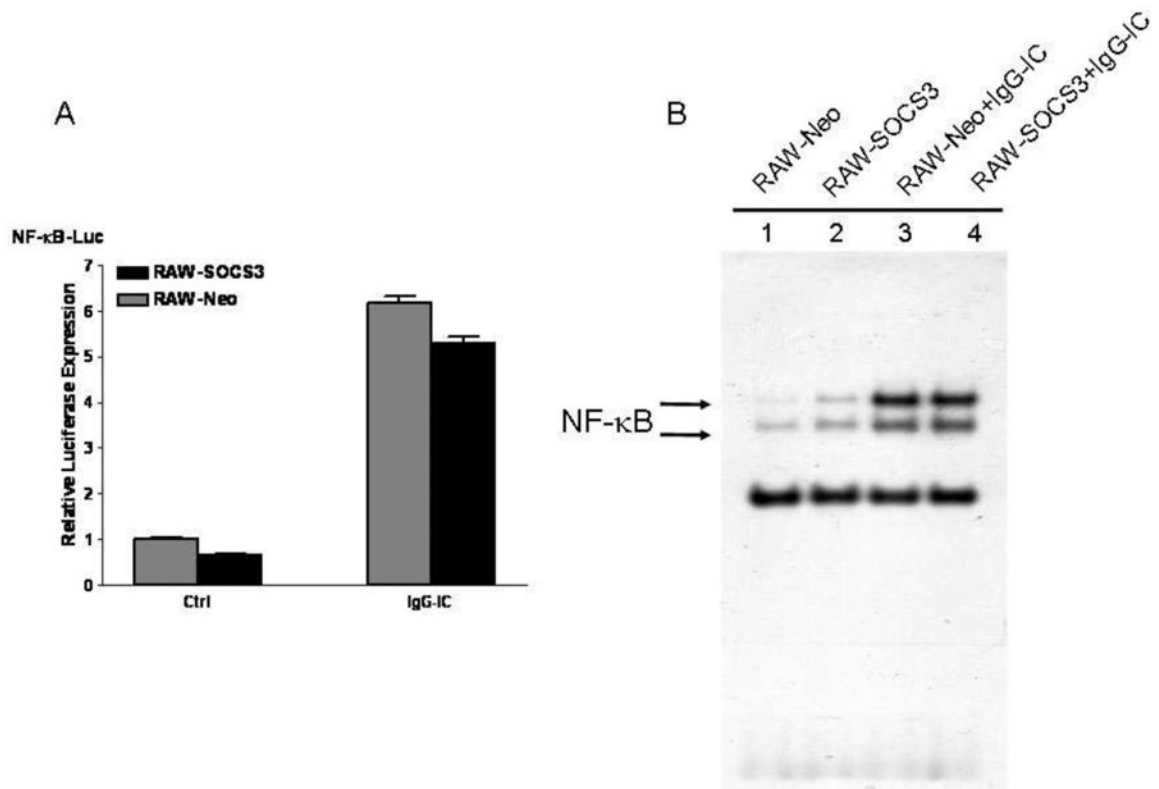 A
NF-κB-Luc
Relative Luciferase Expression
7
6
5
4
3
2
1
0
RAW-SOCS3
RAW-Neo
Ctrl
IgG-IC
B
RAW-Neo
RAW-SOCS3
RAW-Neo+IgG-IC
RAW-SOCS3+IgG-IC
1 2 3 4
NF-κB